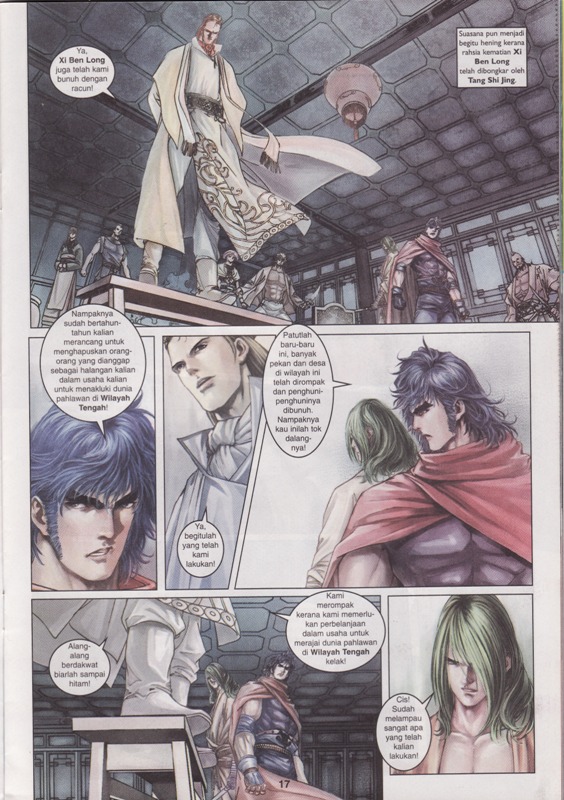 Ya,
Xi Ben Long
juga telah kami
bunuh dengan
racun!
Suasana pun menjadi
begitu hening kerana
rahsia kematian Xi
Ben Long
telah dibongkar oleh
Tang Shi Jing.
Nampaknya
sudah bertahun-
tahun kalian
merancang untuk
menghapuskan orang-
orang yang dianggap
sebagai halangan kalian
dalam usaha kalian
untuk menakluki dunia
pahlawan di Wilayah
Tengah!
Ya,
begitulah
yang telah
kami
lakukan!
Patutlah
baru-baru
ini, banyak
pekan dan desa
di wilayah ini
telah dirompak
dan penghuni-
penghuninya
dibunuh.
Nampaknya
kau inilah tok
dalang-
nya!
Alang-
alang
berdakwat
biarlah sampai
hitam!
Kami
merompak
kerana kami memerlu-
kan perbelanjaan
dalam usaha untuk
merajai dunia pahlawan
di Wilayah Tengah
kelak!
Cis!
Sudah
melampau
sangat apa
yang telah
kalian
lakukan!
17